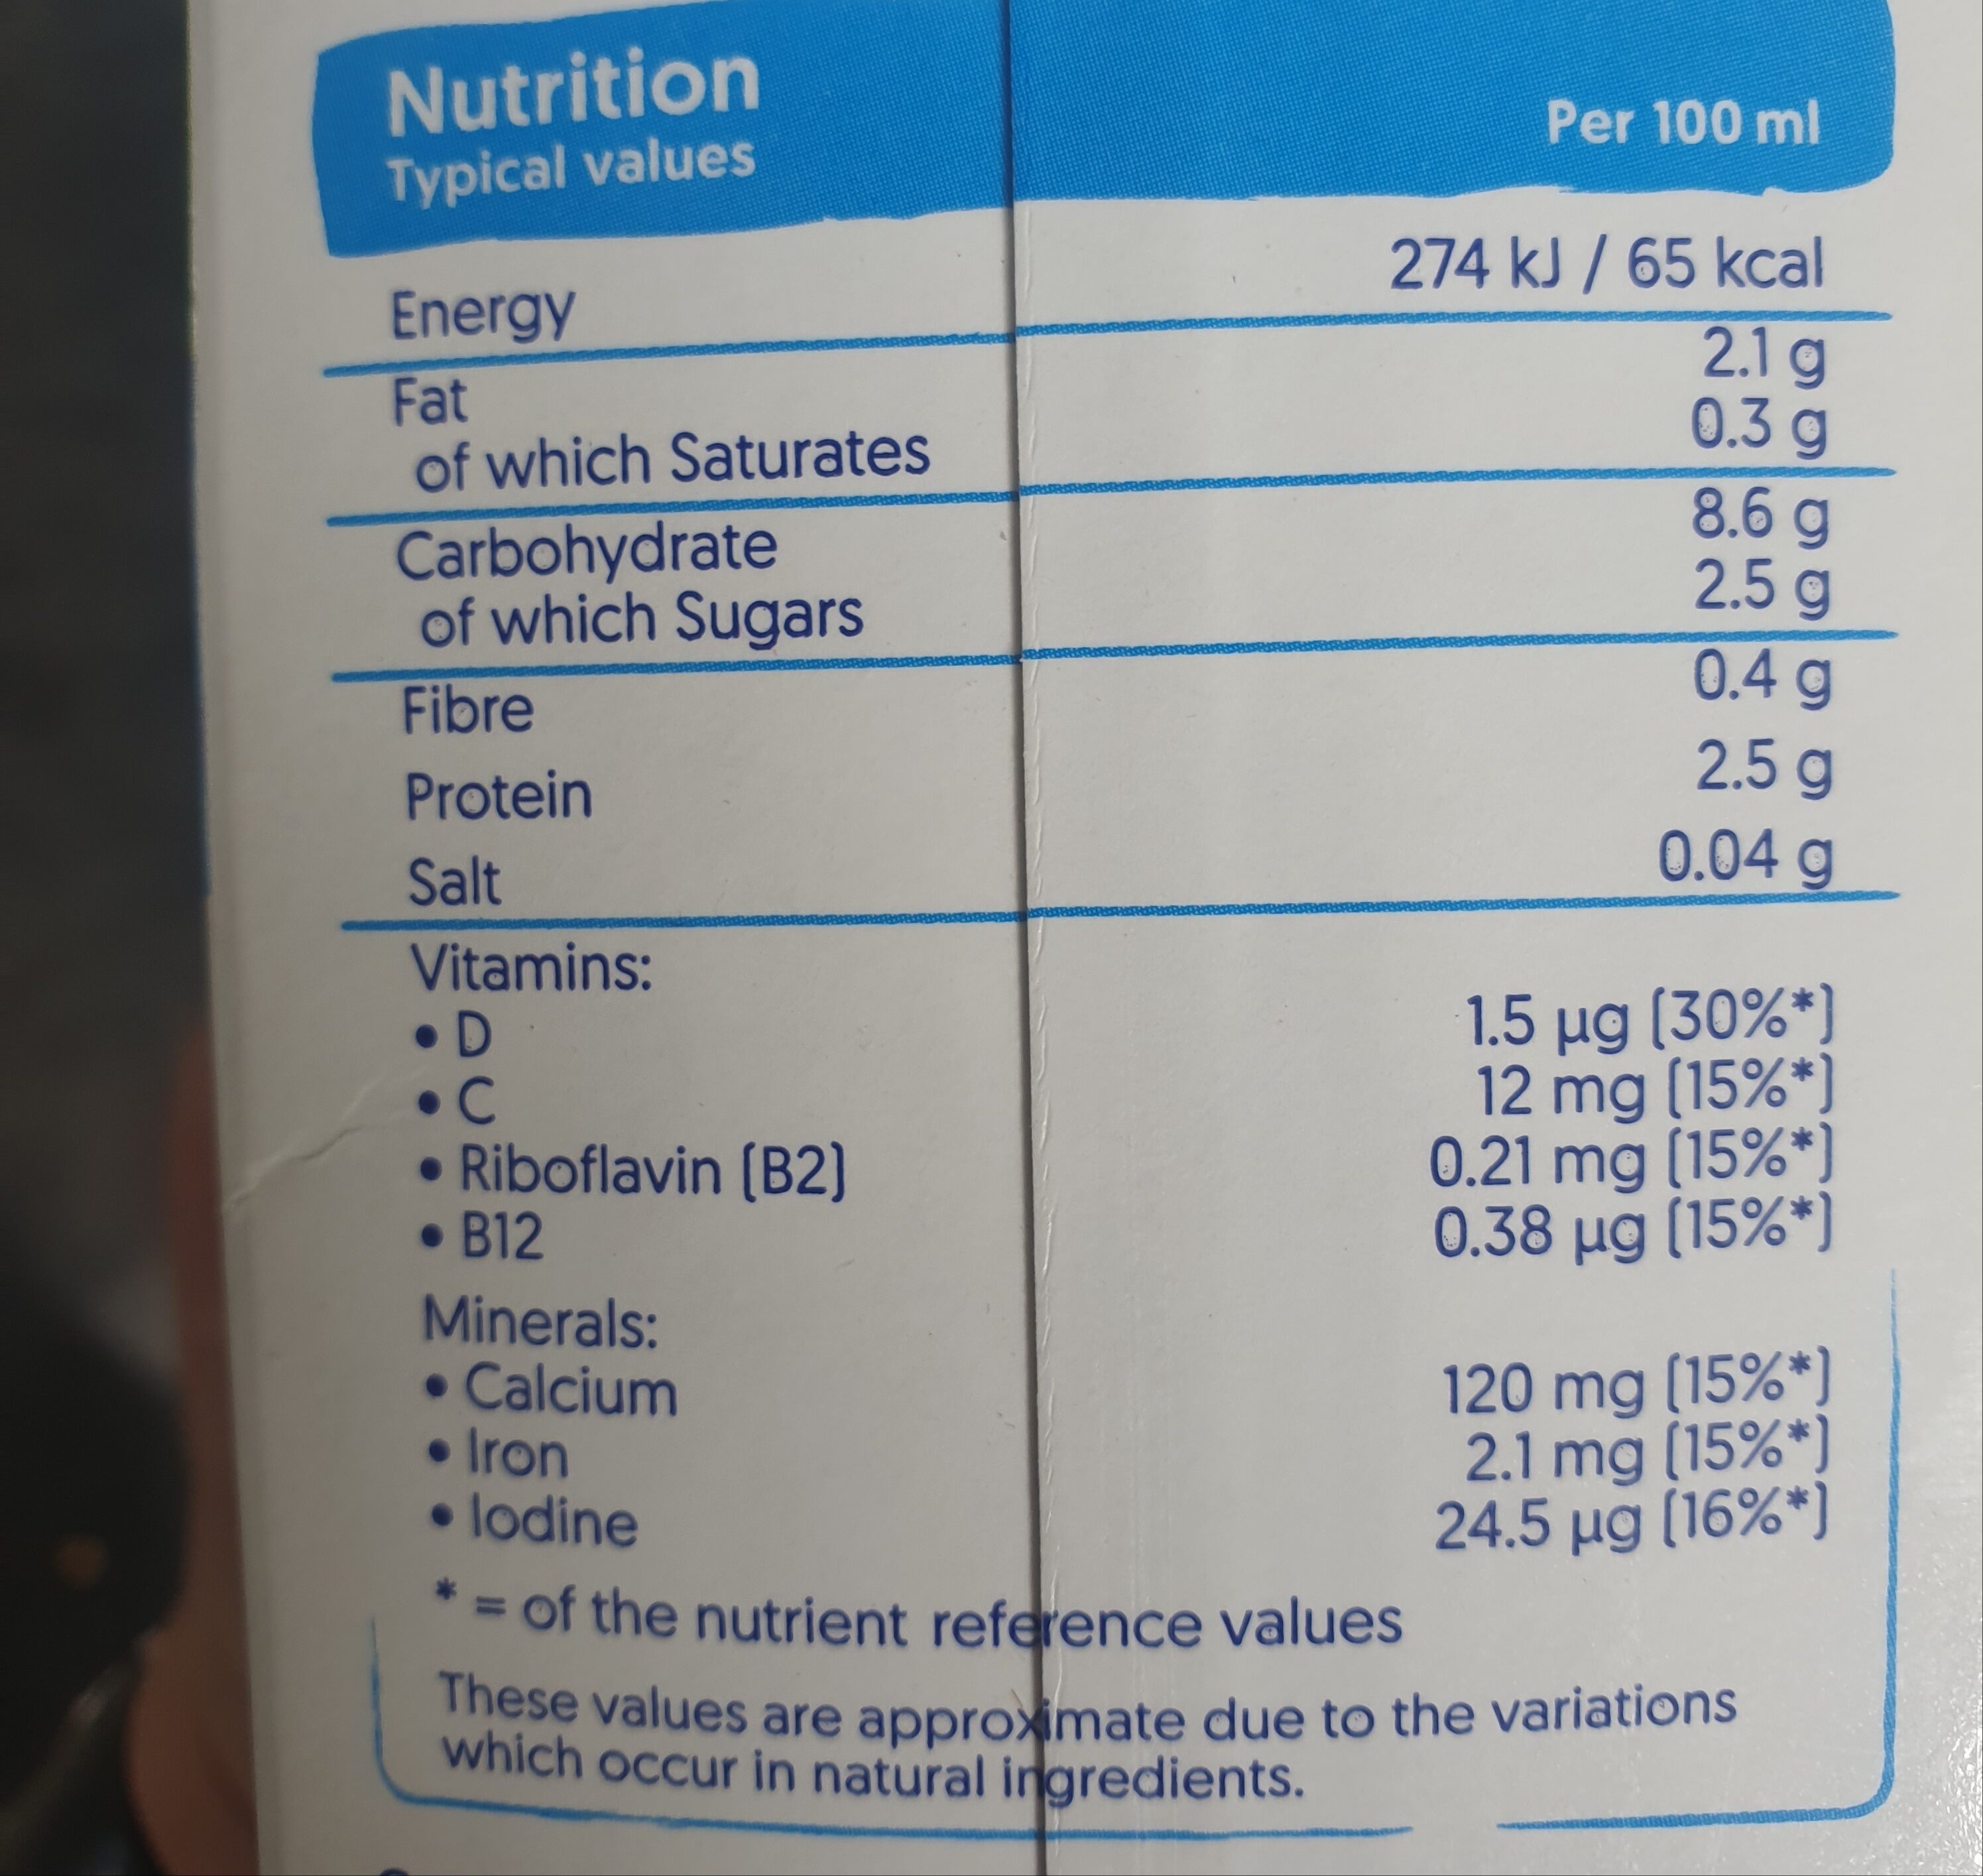 Nutrition
Typical values Per 100 ml
Energy 274 kJ / 65 kcal
Fat 2.1 g
of which Saturates 0.3 g
Carbohydrate 8.6 g
of which Sugars 2.5 g
Fibre 0.4 g
Protein 2.5 g
Salt 0.04 g
Vitamins:
• D 1.5 µg (30%*)
• C 12 mg (15%*)
• Riboflavin (B2) 0.21 mg (15%*)
• B12 0.38 µg (15%*)
Minerals:
• Calcium 120 mg (15%*)
• Iron 2.1 mg (15%*)
• Iodine 24.5 µg (16%*)
* = of the nutrient reference values
These values are approximate due to the variations
which occur in natural ingredients.